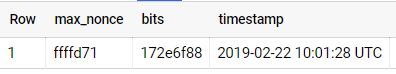 Row max_nonce bits timestamp
1 ffffd71 172e6f88 2019-02-22 10:01:28 UTC